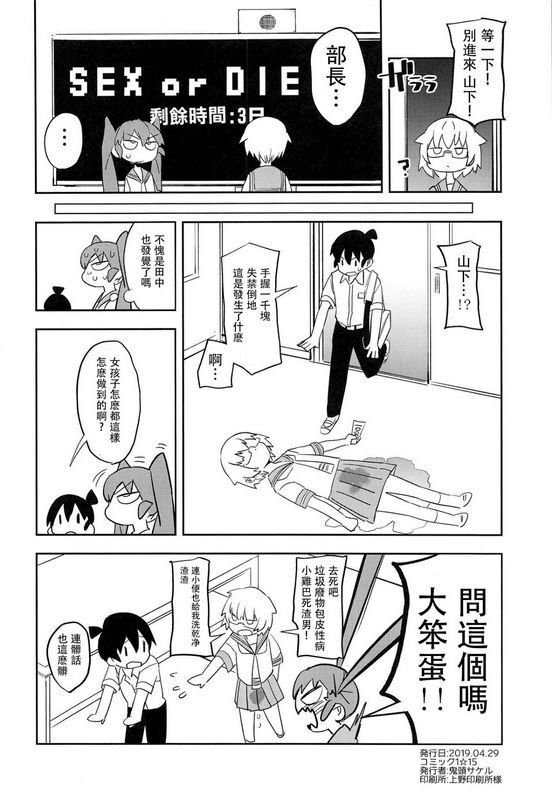 等一下!
別進來 山下!
ガララ
?
部長…
SEX or DIE
剩餘時間:3日
…
山下…!?
手握一千塊
失禁倒地
這是發生了什麽
啊…
不愧是田中
也發覺了嗎
女孩子怎麽都這樣
怎麽做到的啊?
問這個嗎
大笨蛋!!
去死吧
垃圾廢物包皮性病
小雞巴死渣男!
連小便也給我洗乾净
渣渣
連髒話
也這麽髒
発行日:2019.04.29
コミック1☆15
発行者:鬼頭サケル
印刷所:上野印刷所様